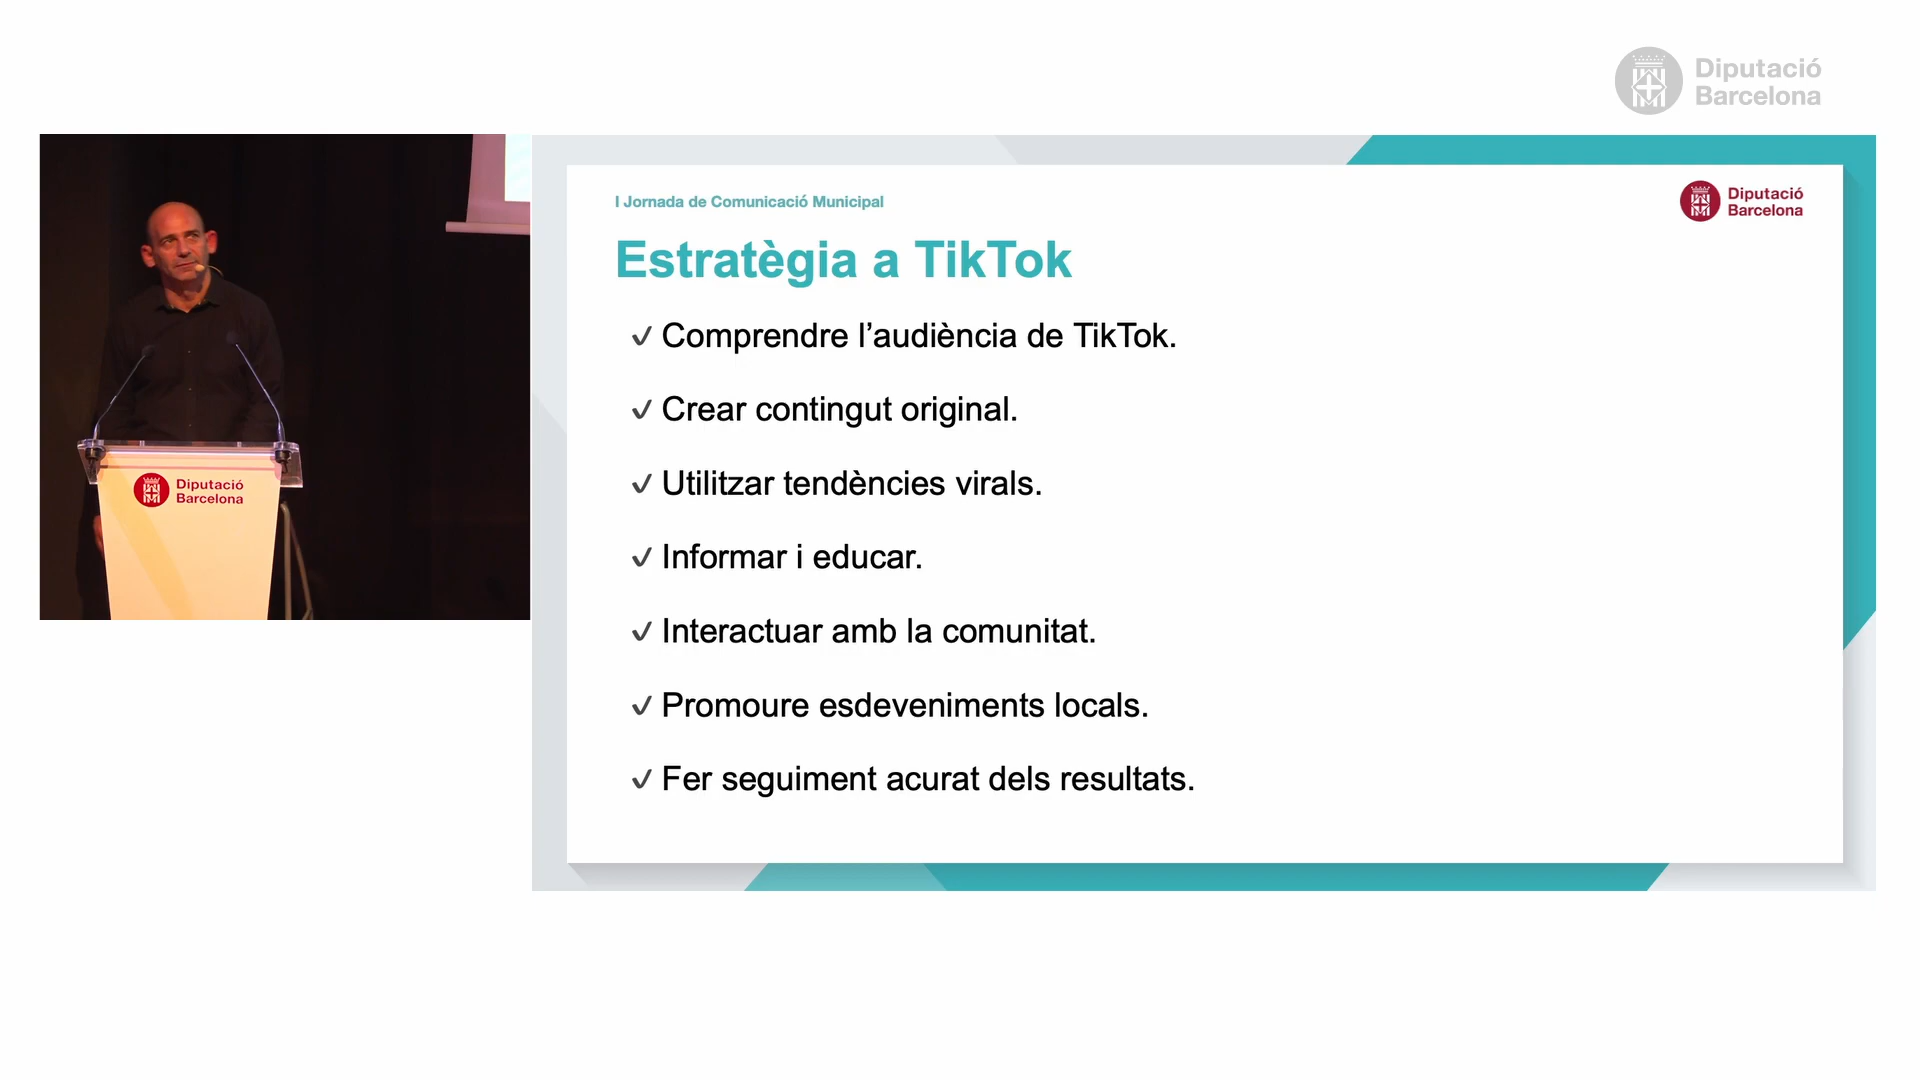 Diputació
Barcelona
I Jornada de Comunicació Municipal
Diputació
Barcelona
Estratègia a TikTok
✓ Comprendre l’audiència de TikTok.
✓ Crear contingut original.
✓ Utilitzar tendències virals.
✓ Informar i educar.
✓ Interactuar amb la comunitat.
✓ Promoure esdeveniments locals.
✓ Fer seguiment acurat dels resultats.
Diputació
Barcelona